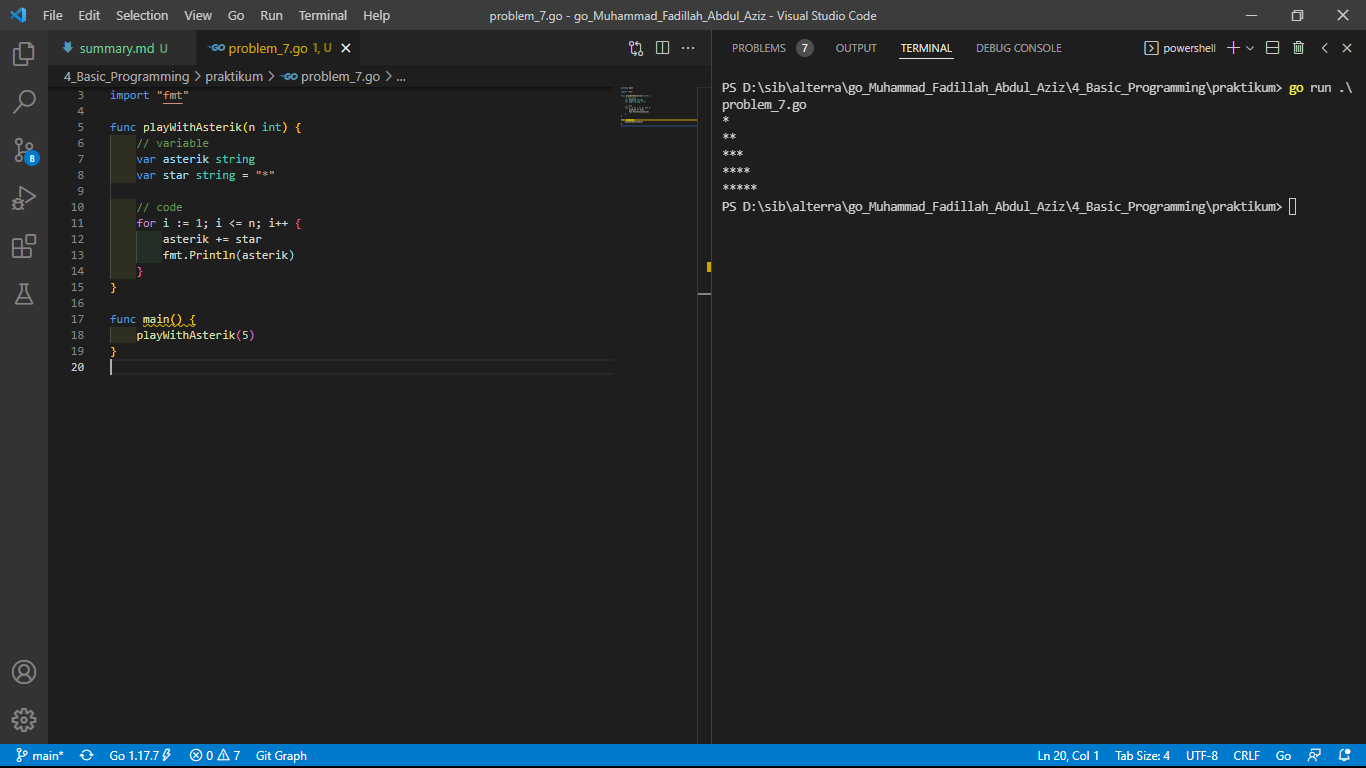 File Edit Selection View Go Run Terminal Help
problem_7.go - go_Muhammad_Fadillah_Abdul_Aziz - Visual Studio Code
summary.md U
problem_7.go 1, U
4_Basic_Programming > praktikum > problem_7.go > ...
3 import "fmt"
4
5 func playWithAsterik(n int) {
6 // variable
7 var asterik string
8 var star string = "*"
9
10 // code
11 for i := 1; i <= n; i++ {
12 asterik += star
13 fmt.Println(asterik)
14 }
15 }
16
17 func main() {
18 playWithAsterik(5)
19 }
20
PROBLEMS 7 OUTPUT TERMINAL DEBUG CONSOLE
powershell
PS D:\sib\alterra\go_Muhammad_Fadillah_Abdul_Aziz\4_Basic_Programming\praktikum> go run .\
problem_7.go
*
**
***
****
*****
PS D:\sib\alterra\go_Muhammad_Fadillah_Abdul_Aziz\4_Basic_Programming\praktikum>
8
main* Go 1.17.7 0 7 Git Graph
Ln 20, Col 1 Tab Size: 4 UTF-8 CRLF Go